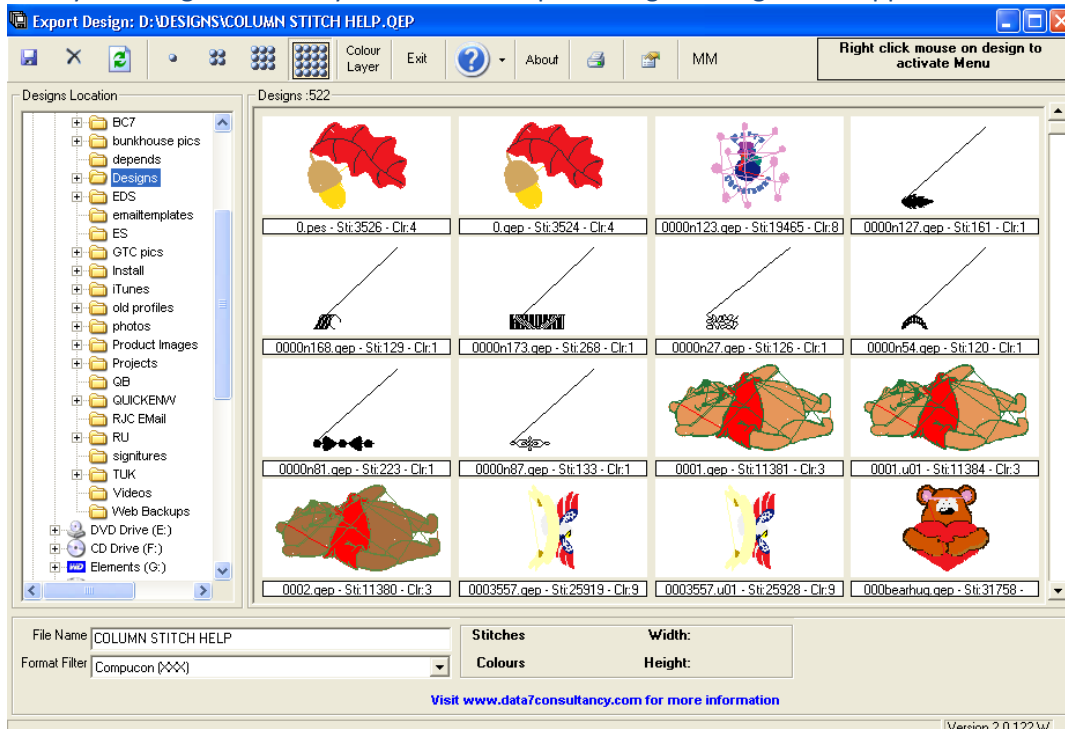 Export Design: D:\DESIGNS\COLUMN STITCH HELP.QEP
Colour Layer
Exit
About
MM
Right click mouse on design to
activate Menu
Designs Location
BC7
bunkhouse pics
depends
Designs
EDS
emailtemplates
ES
GTC pics
Install
iTunes
old profiles
photos
Product Images
Projects
QB
QUICKENW
RJC EMail
RU
signitures
TUK
Videos
Web Backups
DVD Drive (E:)
CD Drive (F:)
Elements (G:)
Designs :522
0.pes - Sti:3526 - Clr:4
0.qep - Sti:3524 - Clr:4
0000n123.qep - Sti:19465 - Clr:8
0000n127.qep - Sti:161 - Clr:1
0000n168.qep - Sti:129 - Clr:1
0000n173.qep - Sti:268 - Clr:1
0000n27.qep - Sti:126 - Clr:1
0000n54.qep - Sti:120 - Clr:1
0000n81.qep - Sti:223 - Clr:1
0000n87.qep - Sti:133 - Clr:1
0001.qep - Sti:11381 - Clr:3
0001.u01 - Sti:11384 - Clr:3
0002.qep - Sti:11380 - Clr:3
0003557.qep - Sti:25919 - Clr:9
0003557.u01 - Sti:25928 - Clr:9
000bearhug.qep - Sti:31758 -
File Name COLUMN STITCH HELP
Format Filter Compucon (XXX)
Stitches Width:
Colours Height:
Visit www.data7consultancy.com for more information
Version 2.0.122 W